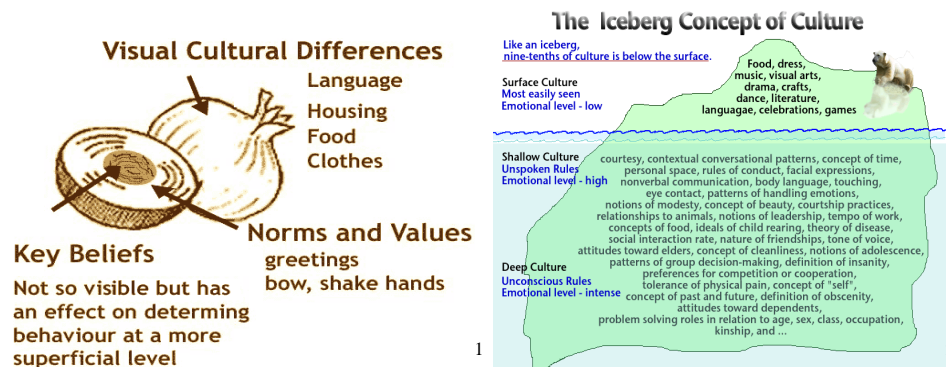 Visual Cultural Differences
Language
Housing
Food
Clothes
Key Beliefs
Not so visible but has
an effect on determing
behaviour at a more
superficial level
Norms and Values
greetings
bow, shake hands
1
The Iceberg Concept of Culture
Like an iceberg,
nine-tenths of culture is below the surface.
Surface Culture
Most easily seen
Emotional level - low
Food, dress,
music, visual arts,
drama, crafts,
dance, literature,
languagae, celebrations, games
Shallow Culture
Unspoken Rules
Emotional level - high
courtesy, contextual conversational patterns, concept of time,
personal space, rules of conduct, facial expressions,
nonverbal communication, body language, touching,
eye contact, patterns of handling emotions,
notions of modesty, concept of beauty, courtship practices,
relationships to animals, notions of leadership, tempo of work,
concepts of food, ideals of child rearing, theory of disease,
social interaction rate, nature of friendships, tone of voice,
attitudes toward elders, concept of cleanliness, notions of adolescence,
patterns of group decision-making, definition of insanity,
preferences for competition or cooperation,
tolerance of physical pain, concept of "self",
concept of past and future, definition of obscenity,
attitudes toward dependents,
problem solving roles in relation to age, sex, class, occupation,
kinship, and ...
Deep Culture
Unconscious Rules
Emotional level - intense